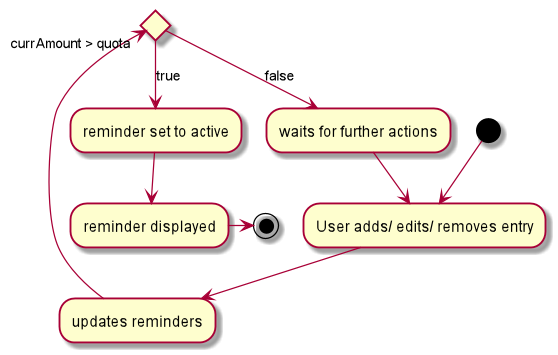 currAmount > quota
true
false
reminder set to active
waits for further actions
reminder displayed
User adds/ edits/ removes entry
updates reminders